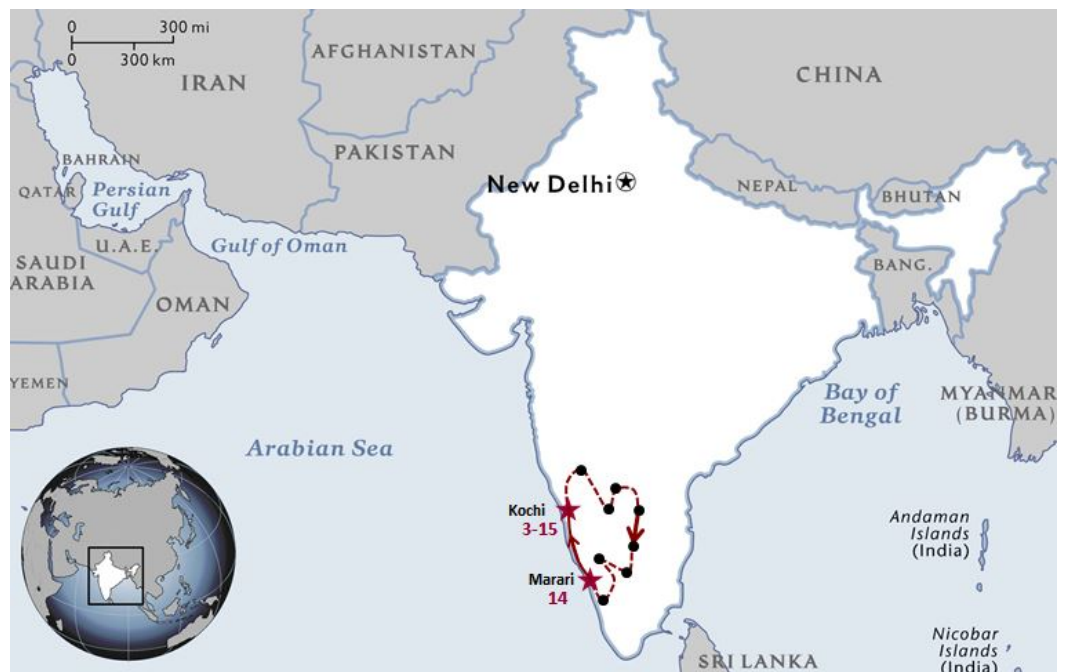 0 300 mi
0 300 km
AFGHANISTAN
IRAN
CHINA
PAKISTAN
BAHRAIN
QATAR
Persian
Gulf
New Delhi
NEPAL
BHUTAN
U.A.E.
Gulf of Oman
SAUDI
ARABIA
BANG.
OMAN
YEMEN
Bay of
Bengal
MYANMAR
(BURMA)
Arabian Sea
Kochi
3-15
Andaman
Islands
(India)
Marari
14
Nicobar
Islands
(India)
SRI LANKA